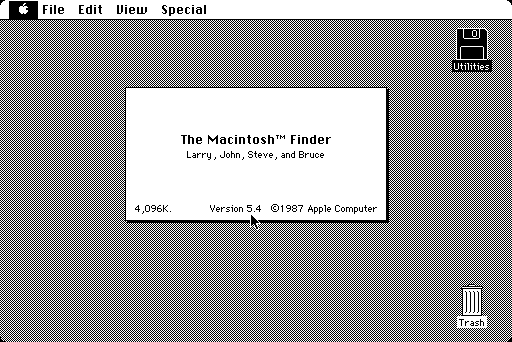 File Edit View Special
Utilities
The Macintosh™ Finder
Larry, John, Steve, and Bruce
4,096K. Version 5.4 ©1987 Apple Computer
Trash